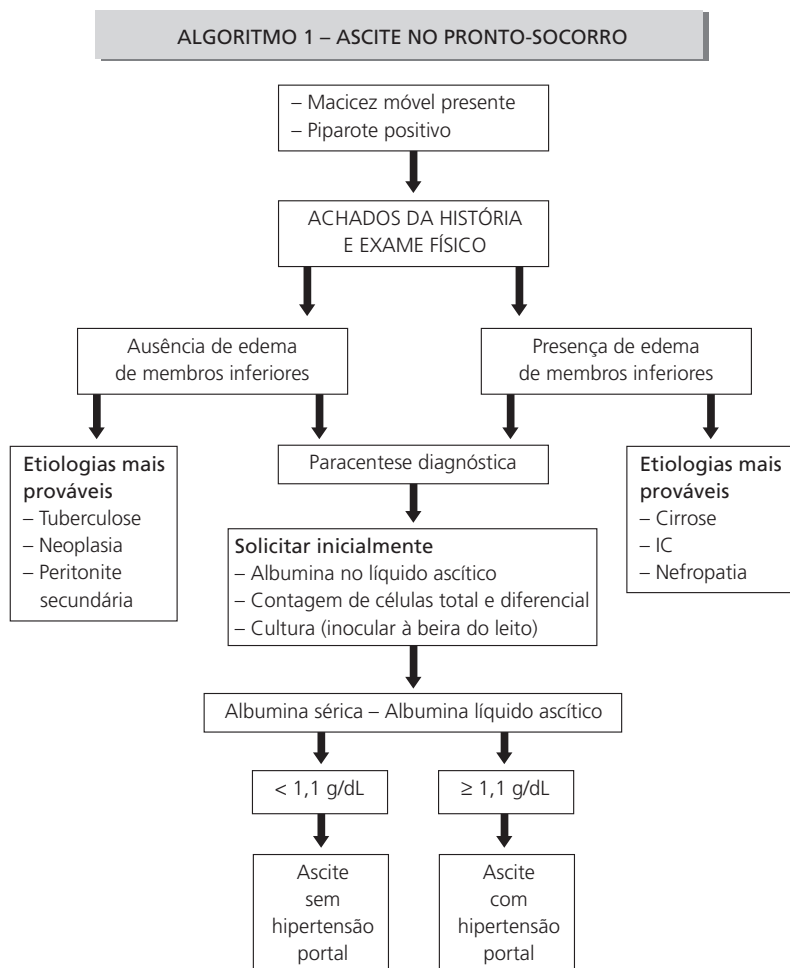 ALGORITMO 1 – ASCITE NO PRONTO-SOCORRO
– Macicez móvel presente
– Piparote positivo
ACHADOS DA HISTÓRIA
E EXAME FÍSICO
Ausência de edema
de membros inferiores
Presença de edema
de membros inferiores
Etiologias mais
prováveis
– Tuberculose
– Neoplasia
– Peritonite
secundária
Paracentese diagnóstica
Etiologias mais
prováveis
– Cirrose
– IC
– Nefropatia
Solicitar inicialmente
– Albumina no líquido ascítico
– Contagem de células total e diferencial
– Cultura (inocular à beira do leito)
Albumina sérica – Albumina líquido ascítico
< 1,1 g/dL
≥ 1,1 g/dL
Ascite
sem
hipertensão
portal
Ascite
com
hipertensão
portal